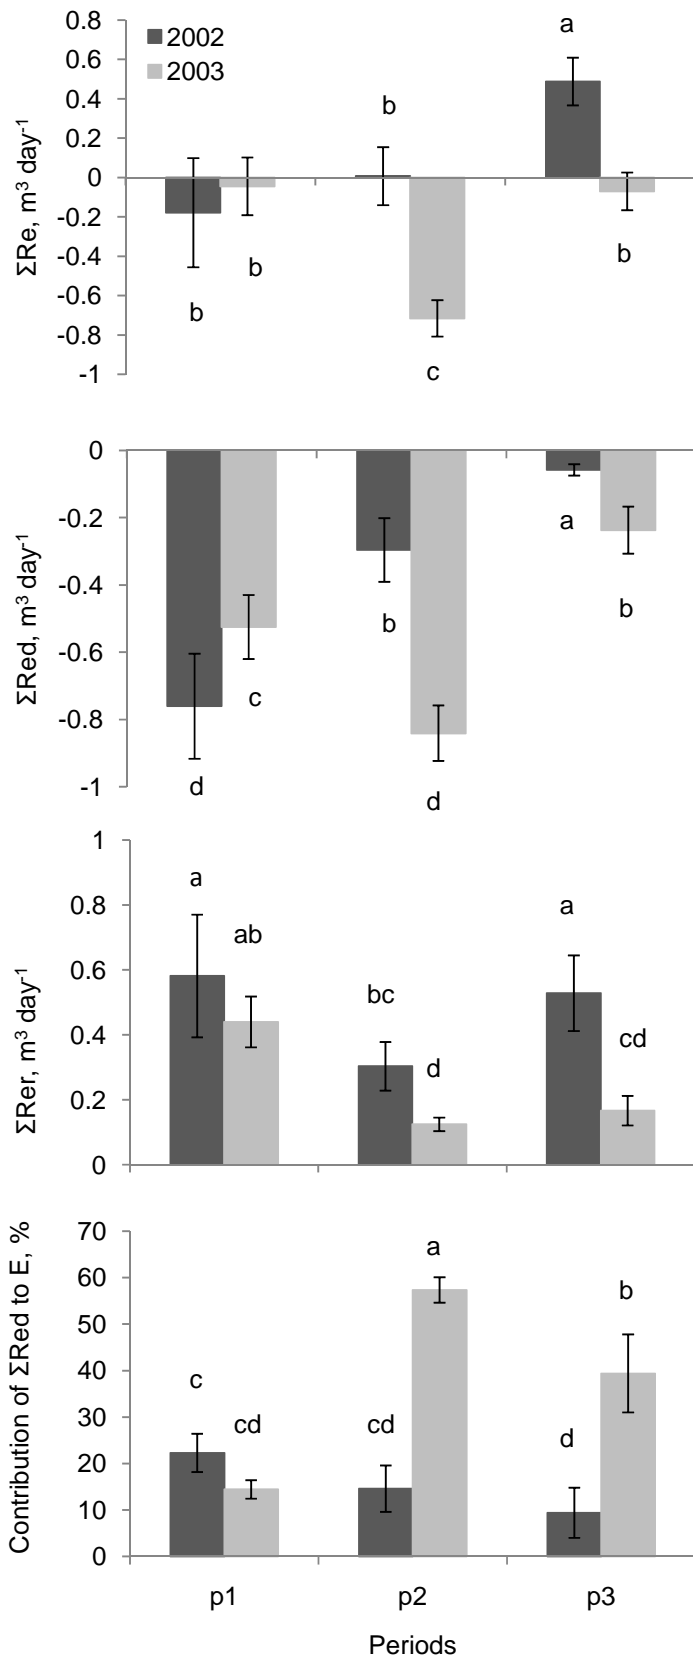 0.8
0.6
0.4
0.2
0
-0.2
-0.4
-0.6
-0.8
-1
ΣRe, m³ day⁻¹
2002
2003
b
b
b
c
a
b
0
-0.2
-0.4
-0.6
-0.8
-1
ΣRed, m³ day⁻¹
d
c
b
d
a
b
1
0.8
0.6
0.4
0.2
0
ΣRer, m³ day⁻¹
a
ab
bc
d
a
cd
70
60
50
40
30
20
10
0
Contribution of ΣRed to E, %
c
cd
cd
a
d
b
p1 p2 p3
Periods